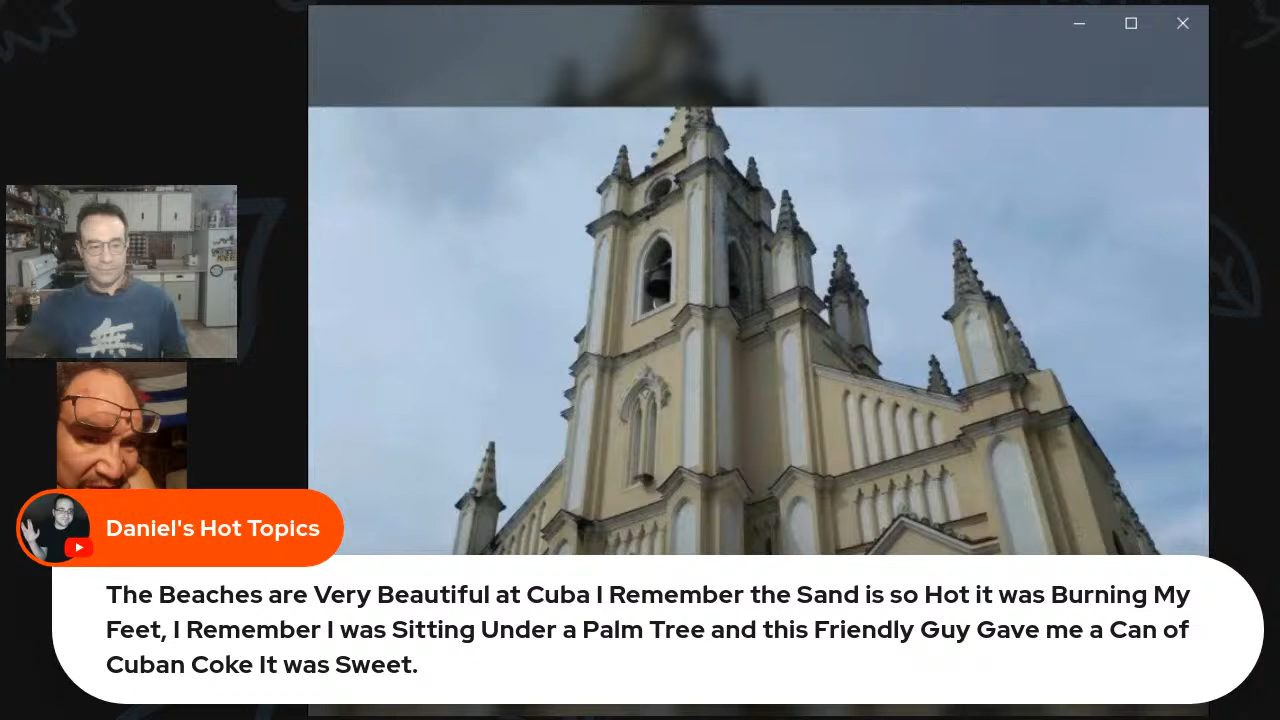 無
Daniel's Hot Topics
The Beaches are Very Beautiful at Cuba I Remember the Sand is so Hot it was Burning My
Feet, I Remember I was Sitting Under a Palm Tree and this Friendly Guy Gave me a Can of
Cuban Coke It was Sweet.